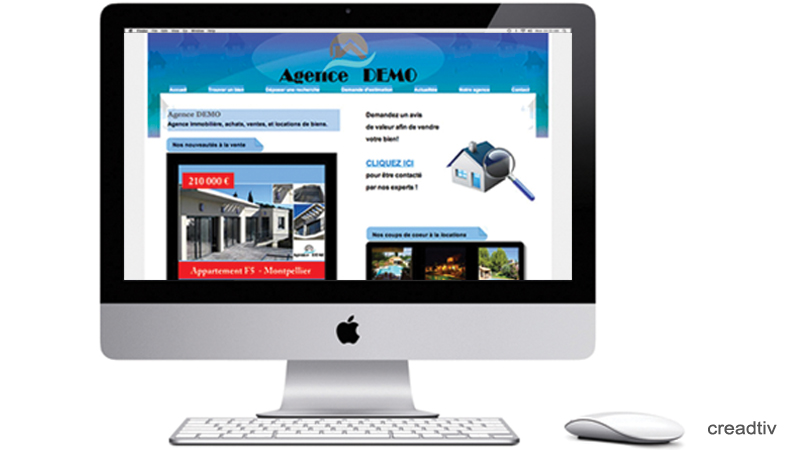 Agence DEMO
Accueil Trouver un bien Déposer une recherche Demande d'estimation Actualités Notre agence Contact
Agence DEMO
Agence immobilière, achats, ventes, et locations de biens.
Nos nouveautés à la vente
210 000 €
Agence DEMO
Appartement F5 - Montpellier
Demandez un avis
de valeur afin de vendre
votre bien!
CLIQUEZ ICI
pour être contacté
par nos experts !
Nos coups de coeur à la locations
creadtiv